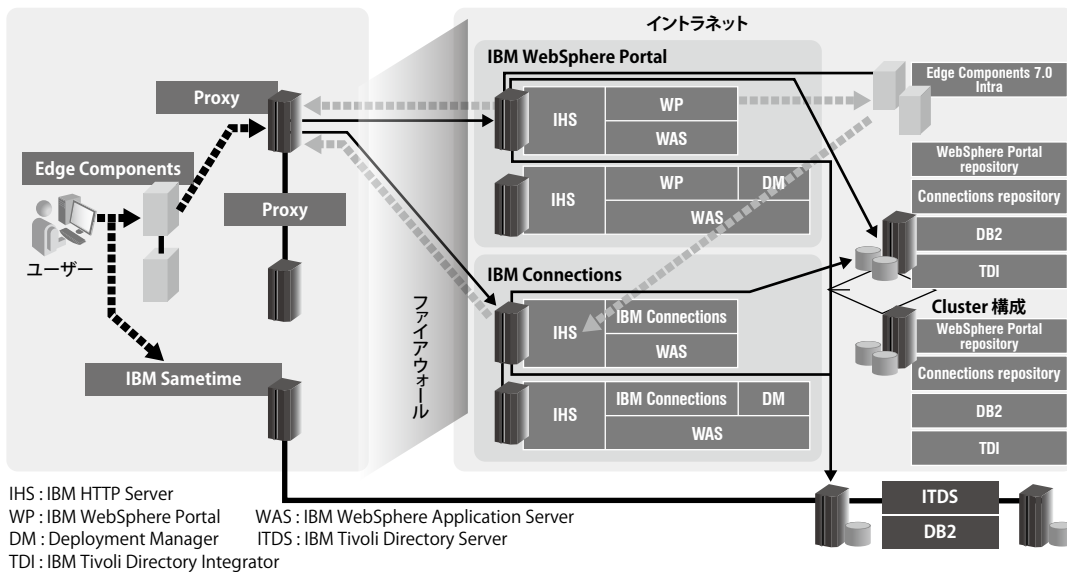 イントラネット
Proxy
Edge Components
Proxy
ユーザー
IBM Sametime
ファイアウォール
IBM WebSphere Portal
IHS
WP
WAS
IHS
WP
DM
WAS
IBM Connections
IHS
IBM Connections
WAS
IHS
IBM Connections
DM
WAS
Edge Components 7.0
Intra
WebSphere Portal
repository
Connections repository
DB2
TDI
Cluster 構成
WebSphere Portal
repository
Connections repository
DB2
TDI
ITDS
DB2
IHS : IBM HTTP Server
WP : IBM WebSphere Portal
WAS : IBM WebSphere Application Server
DM : Deployment Manager
ITDS : IBM Tivoli Directory Server
TDI : IBM Tivoli Directory Integrator